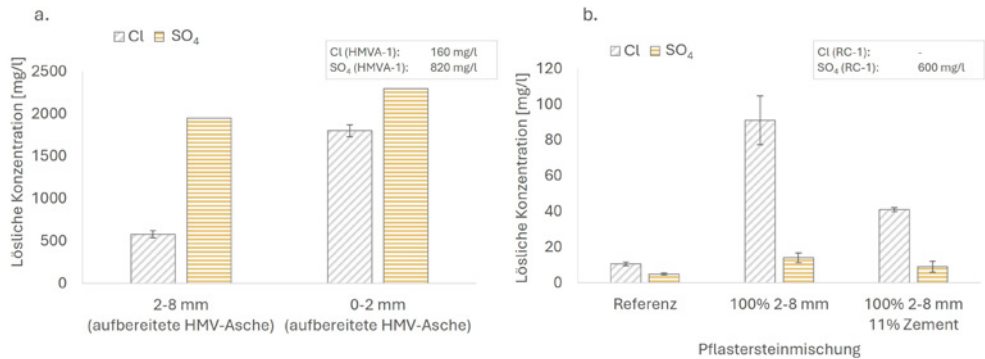 a.
Cl SO4
Cl (HMVA-1): 160 mg/l
SO4 (HMVA-1): 820 mg/l
Lösliche Konzentration [mg/l]
2500
2000
1500
1000
500
0
2-8 mm
(aufbereitete HMV-Asche)
0-2 mm
(aufbereitete HMV-Asche)
b.
Cl SO4
Cl (RC-1): -
SO4 (RC-1): 600 mg/l
Lösliche Konzentration [mg/l]
120
100
80
60
40
20
0
Referenz
100% 2-8 mm
100% 2-8 mm
11% Zement
Pflastersteinmischung